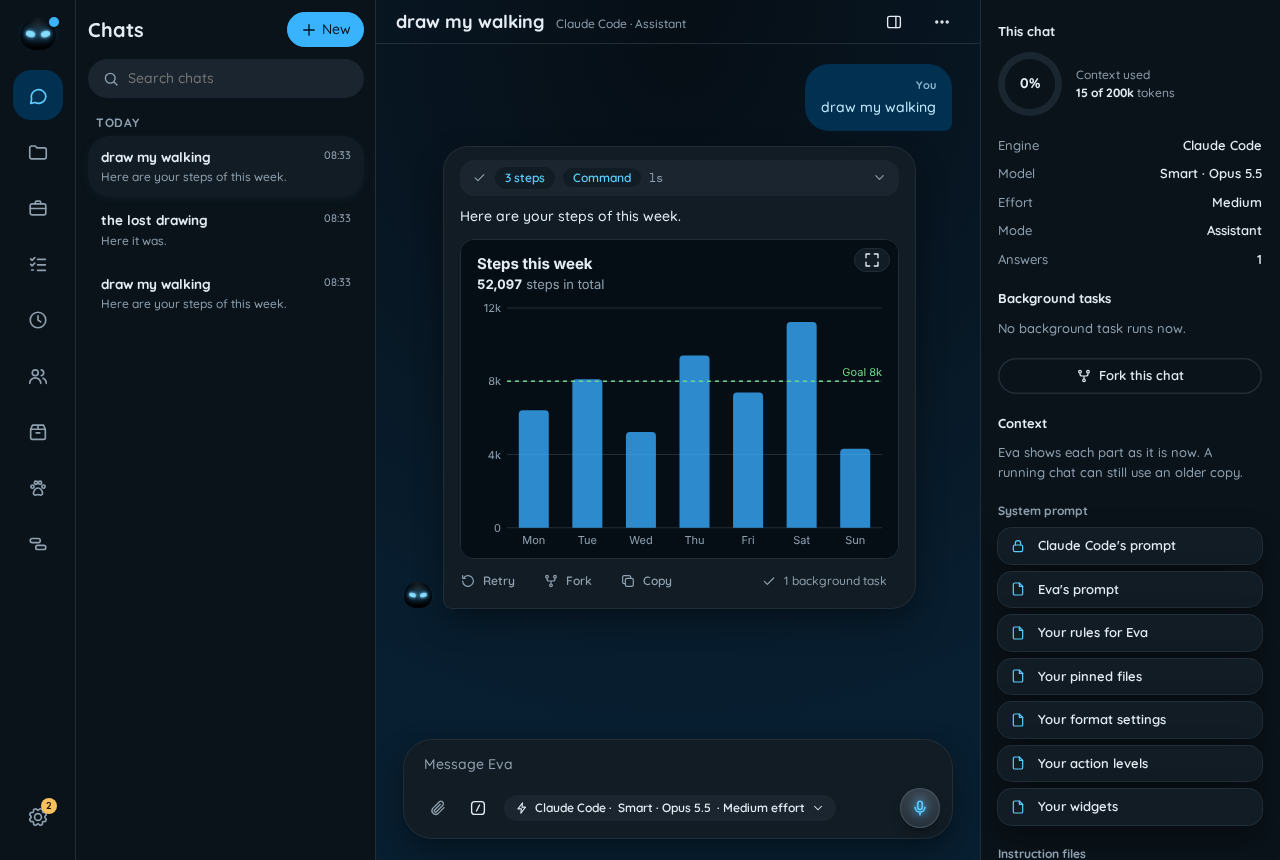 Chats
New
Search chats
TODAY
draw my walking 08:33
Here are your steps of this week.
the lost drawing 08:33
Here it was.
draw my walking 08:33
Here are your steps of this week.
2
draw my walking Claude Code · Assistant
You
draw my walking
3 steps Command 1s
Here are your steps of this week.
Steps this week
52,097 steps in total
12k
Goal 8k
8k
4k
0
Mon Tue Wed Thu Fri Sat Sun
Retry Fork Copy 1 background task
Message Eva
Claude Code · Smart · Opus 5.5 · Medium effort
This chat
0%
Context used
15 of 200k tokens
Engine Claude Code
Model Smart · Opus 5.5
Effort Medium
Mode Assistant
Answers 1
Background tasks
No background task runs now.
Fork this chat
Context
Eva shows each part as it is now. A
running chat can still use an older copy.
System prompt
Claude Code's prompt
Eva's prompt
Your rules for Eva
Your pinned files
Your format settings
Your action levels
Your widgets
Instruction files